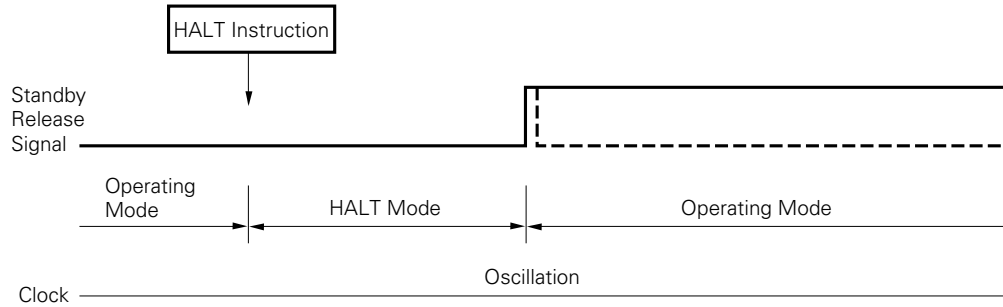 HALT Instruction
Standby
Release
Signal
Operating
Mode
HALT Mode
Operating Mode
Oscillation
Clock